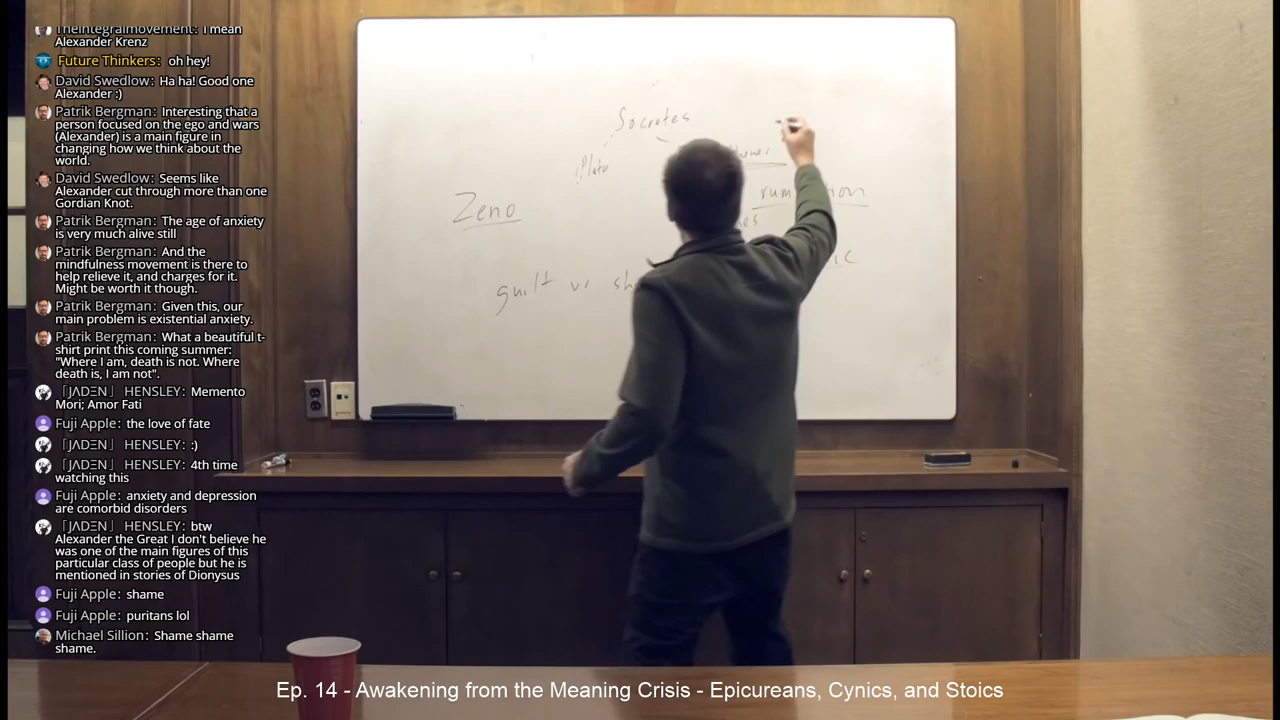 Theintegralmovement: I mean
Alexander Krenz
Future Thinkers: oh hey!
David Swedlow: Ha ha! Good one
Alexander :)
Patrik Bergman: Interesting that a
person focused on the ego and wars
(Alexander) is a main figure in
changing how we think about the
world.
David Swedlow: Seems like
Alexander cut through more than one
Gordian Knot.
Patrik Bergman: The age of anxiety
is very much alive still
Patrik Bergman: And the
mindfulness movement is there to
help relieve it, and charges for it.
Might be worth it though.
Patrik Bergman: Given this, our
main problem is existential anxiety.
Patrik Bergman: What a beautiful t-
shirt print this coming summer:
"Where I am, death is not. Where
death is, I am not".
「JΛDΞN」 HENSLEY: Memento
Mori; Amor Fati
Fuji Apple: the love of fate
「JΛDΞN」 HENSLEY: :)
「JΛDΞN」 HENSLEY: 4th time
watching this
Fuji Apple: anxiety and depression
are comorbid disorders
「JΛDΞN」 HENSLEY: btw
Alexander the Great I don't believe he
was one of the main figures of this
particular class of people but he is
mentioned in stories of Dionysus
Fuji Apple: shame
Fuji Apple: puritans lol
Michael Sillion: Shame shame
shame.
Socrates
Plato
Zeno
guilt vs
Ep. 14 - Awakening from the Meaning Crisis - Epicureans, Cynics, and Stoics